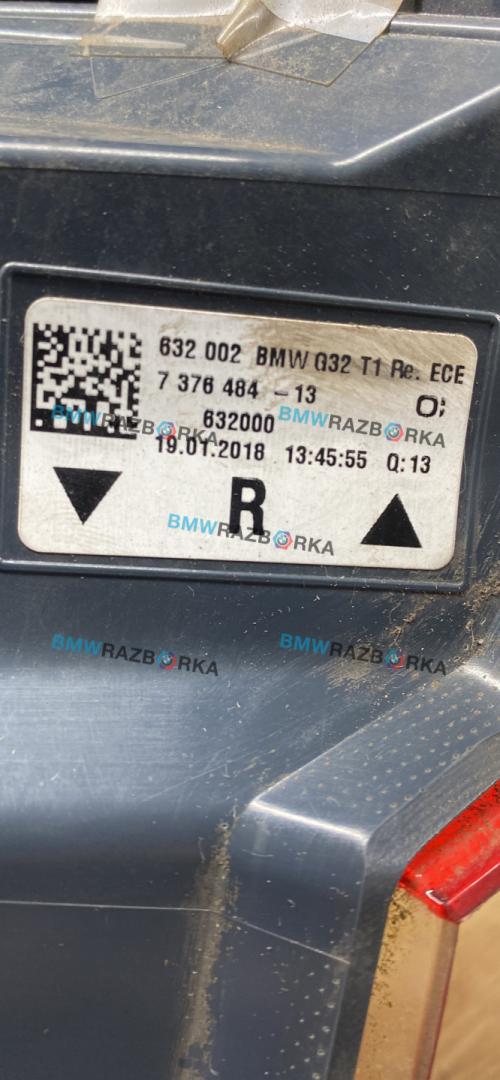 632 002 BMW G32 T1 Re. ECE
7 376 484 -13 O;
632000
19.01.2018 13:45:55 Q:13
R
BMWRAZBORKA
BMWRAZBORKA
BMWRAZBORKA
BMWRAZBORKA
BMWRAZBORKA